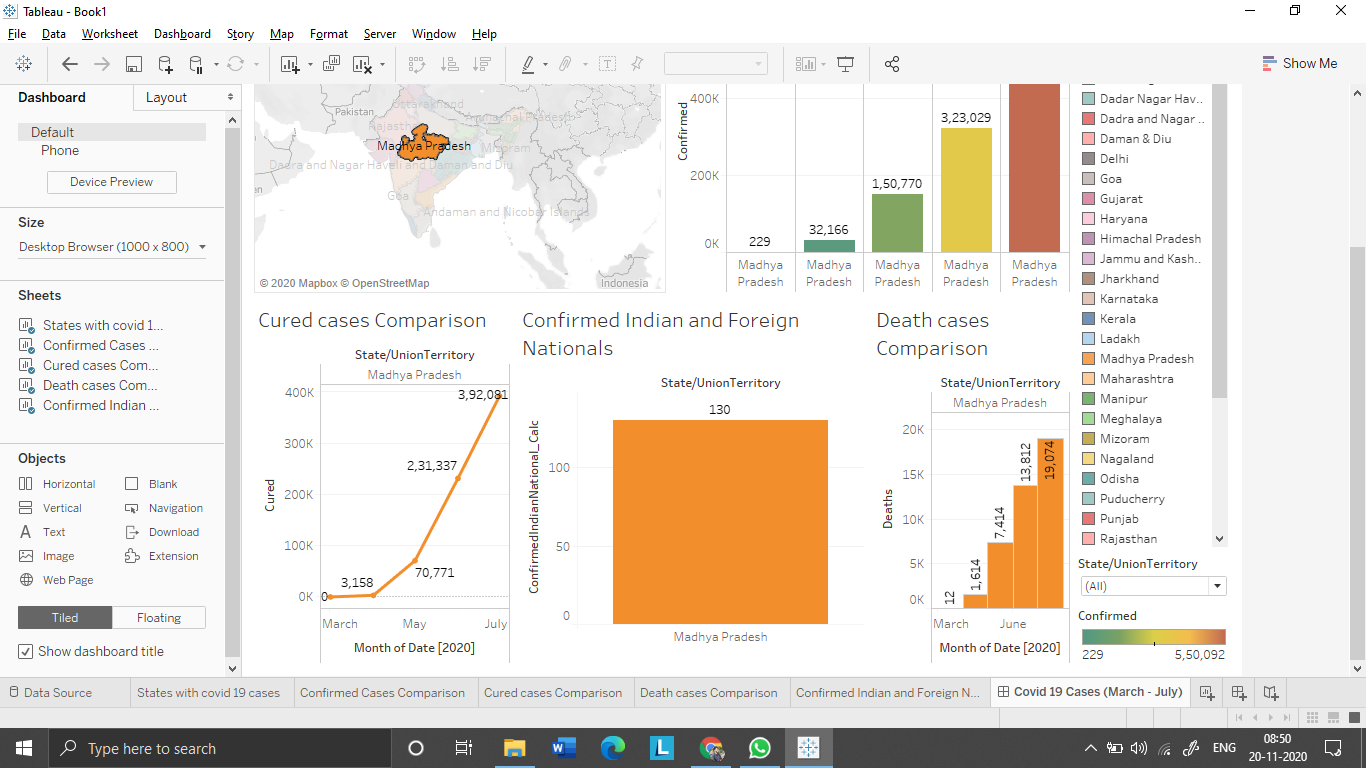 Tableau - Book1
File Data Worksheet Dashboard Story Map Format Server Window Help
Show Me
Dashboard Layout
Default
Phone
Device Preview
Size
Desktop Browser (1000 x 800)
Sheets
States with covid 1...
Confirmed Cases ...
Cured cases Com...
Death cases Com...
Confirmed Indian ...
Objects
Horizontal Blank
Vertical Navigation
Text Download
Image Extension
Web Page
Tiled Floating
Show dashboard title
Uttarakhand
Pakistan
Arunachal Pradesh
Rajasthan
Madhya Pradesh
Mizoram
Dadra and Nagar Haveli and Daman and Diu
Goa
Andaman and Nicobar Islands
© 2020 Mapbox © OpenStreetMap
Indonesia
Confirmed
400K
200K
0K
229
32,166
1,50,770
3,23,029
Madhya Pradesh
Madhya Pradesh
Madhya Pradesh
Madhya Pradesh
Madhya Pradesh
Cured cases Comparison
State/UnionTerritory
Madhya Pradesh
Cured
400K
300K
200K
100K
0K
0
3,158
70,771
2,31,337
3,92,081
March May July
Month of Date [2020]
Confirmed Indian and Foreign
Nationals
State/UnionTerritory
ConfirmedIndianNational_Calc
130
100
50
0
Madhya Pradesh
Death cases
Comparison
State/UnionTerritory
Madhya Pradesh
Deaths
20K
15K
10K
5K
0K
12
1,614
7,414
13,812
19,074
March June
Month of Date [2020]
Dadar Nagar Hav..
Dadra and Nagar ..
Daman & Diu
Delhi
Goa
Gujarat
Haryana
Himachal Pradesh
Jammu and Kash..
Jharkhand
Karnataka
Kerala
Ladakh
Madhya Pradesh
Maharashtra
Manipur
Meghalaya
Mizoram
Nagaland
Odisha
Puducherry
Punjab
Rajasthan
State/UnionTerritory
(All)
Confirmed
229 5,50,092
Data Source States with covid 19 cases Confirmed Cases Comparison Cured cases Comparison Death cases Comparison Confirmed Indian and Foreign N... Covid 19 Cases (March - July)
Type here to search
ENG
08:50
20-11-2020